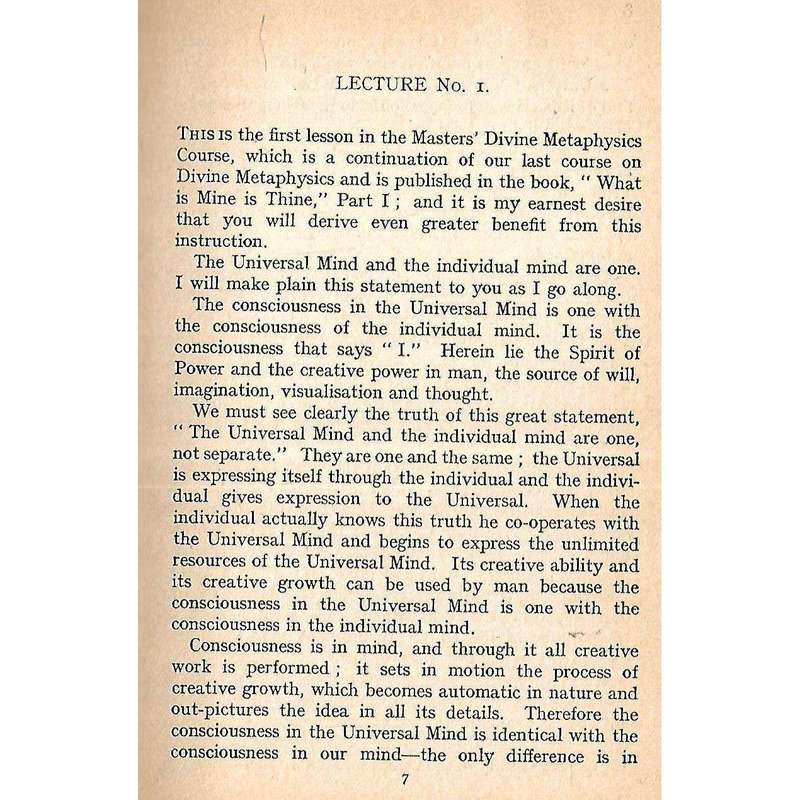 LECTURE No. 1.
THIS IS the first lesson in the Masters' Divine Metaphysics
Course, which is a continuation of our last course on
Divine Metaphysics and is published in the book, “ What
is Mine is Thine,” Part I ; and it is my earnest desire
that you will derive even greater benefit from this
instruction.
The Universal Mind and the individual mind are one.
I will make plain this statement to you as I go along.
The consciousness in the Universal Mind is one with
the consciousness of the individual mind. It is the
consciousness that says “ I.” Herein lie the Spirit of
Power and the creative power in man, the source of will,
imagination, visualisation and thought.
We must see clearly the truth of this great statement,
“ The Universal Mind and the individual mind are one,
not separate.” They are one and the same ; the Universal
is expressing itself through the individual and the indivi-
dual gives expression to the Universal. When the
individual actually knows this truth he co-operates with
the Universal Mind and begins to express the unlimited
resources of the Universal Mind. Its creative ability and
its creative growth can be used by man because the
consciousness in the Universal Mind is one with the
consciousness in the individual mind.
Consciousness is in mind, and through it all creative
work is performed ; it sets in motion the process of
creative growth, which becomes automatic in nature and
out-pictures the idea in all its details. Therefore the
consciousness in the Universal Mind is identical with the
consciousness in our mind—the only difference is in
7